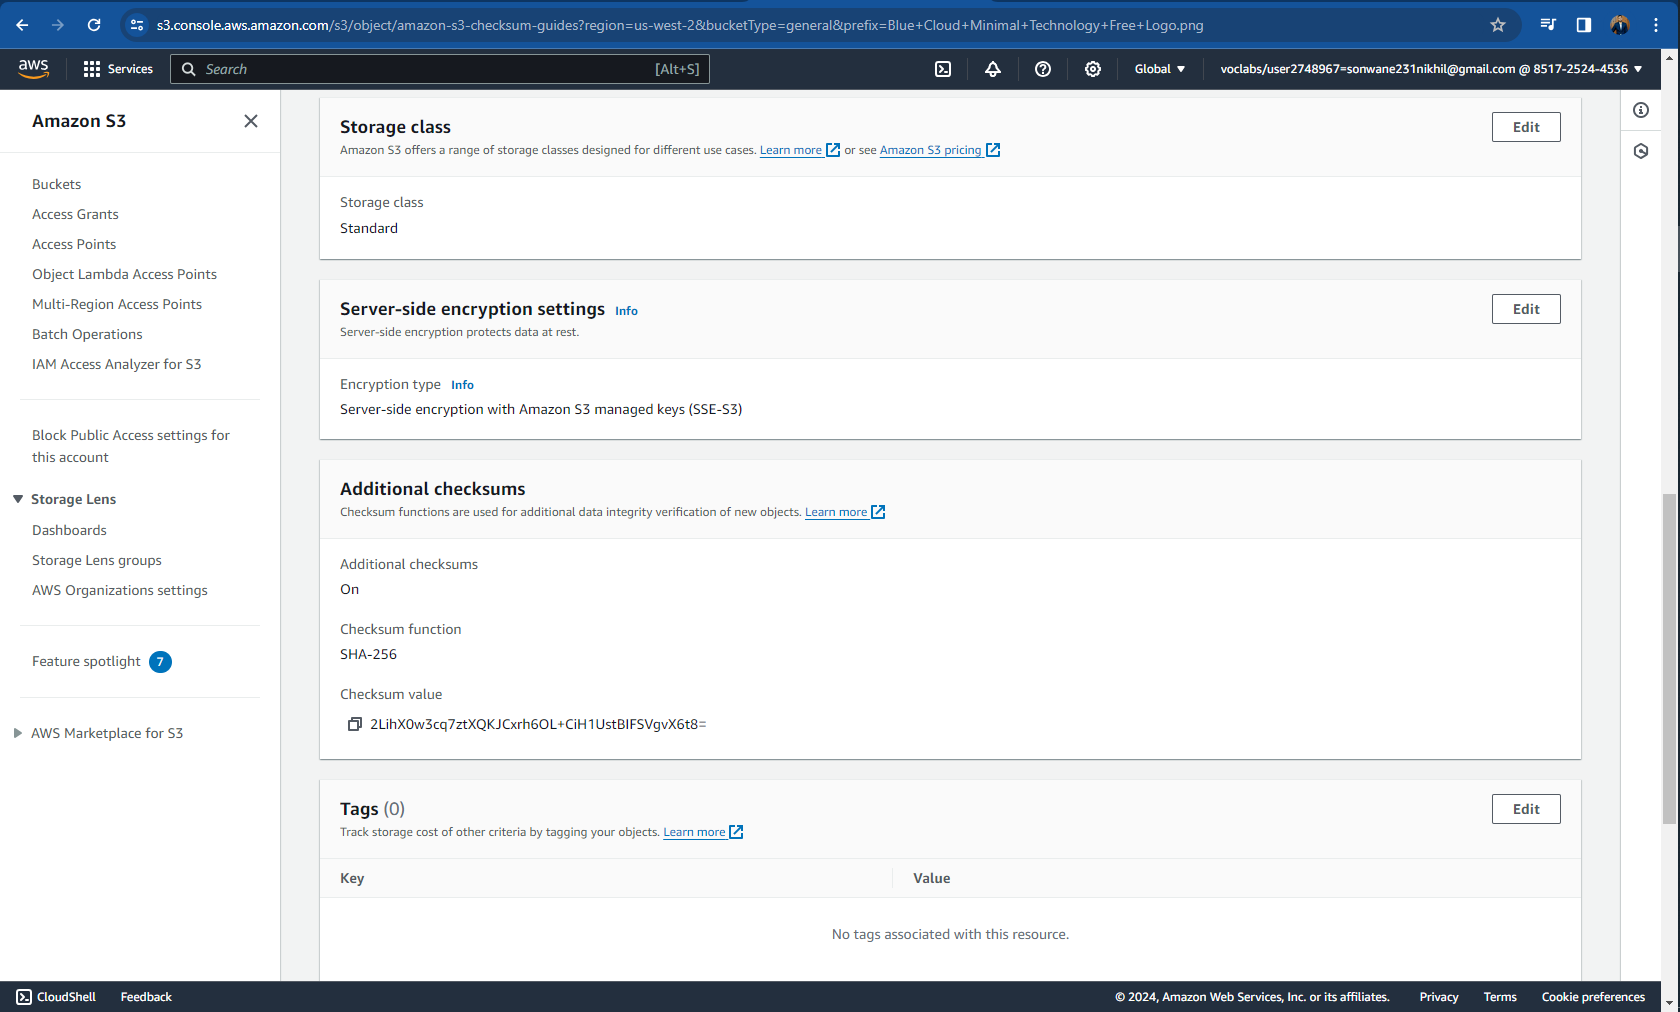 s3.console.aws.amazon.com/s3/object/amazon-s3-checksum-guides?region=us-west-2&bucketType=general&prefix=Blue+Cloud+Minimal+Technology+Free+Logo.png
aws
Services
Search
[Alt+S]
Global
voclabs/user2748967=sonwane231nikhil@gmail.com @ 8517-2524-4536
Amazon S3
Buckets
Access Grants
Access Points
Object Lambda Access Points
Multi-Region Access Points
Batch Operations
IAM Access Analyzer for S3
Block Public Access settings for
this account
Storage Lens
Dashboards
Storage Lens groups
AWS Organizations settings
Feature spotlight 7
AWS Marketplace for S3
Storage class
Edit
Amazon S3 offers a range of storage classes designed for different use cases. Learn more or see Amazon S3 pricing
Storage class
Standard
Server-side encryption settings Info
Edit
Server-side encryption protects data at rest.
Encryption type Info
Server-side encryption with Amazon S3 managed keys (SSE-S3)
Additional checksums
Checksum functions are used for additional data integrity verification of new objects. Learn more
Additional checksums
On
Checksum function
SHA-256
Checksum value
2LihX0w3cq7ztXQKJCxrh6OL+CiH1UstBIFSVgvX6t8=
Tags (0)
Edit
Track storage cost of other criteria by tagging your objects. Learn more
Key
Value
No tags associated with this resource.
CloudShell
Feedback
© 2024, Amazon Web Services, Inc. or its affiliates.
Privacy
Terms
Cookie preferences